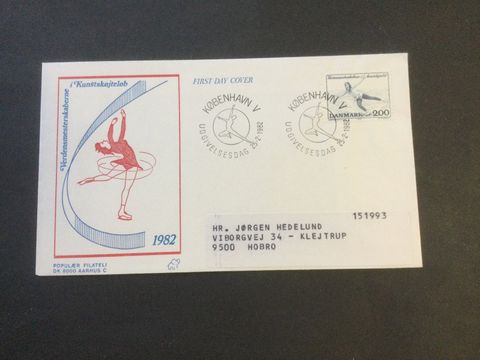 Verdensmesterskaberne
i Kunstskøjteløb
1982
POPULÆR FILATELI
DK 8000 AARHUS C
FIRST DAY COVER
KØBENHAVN V
UDGIVELSESDAG 25-2-1982
KØBENHAVN V
UDGIVELSESDAG 25-2-1982
DANMARK 200
151993
HR. JØRGEN HEDELUND
VIBORGVEJ 34 - KLEJTRUP
9500 HOBRO